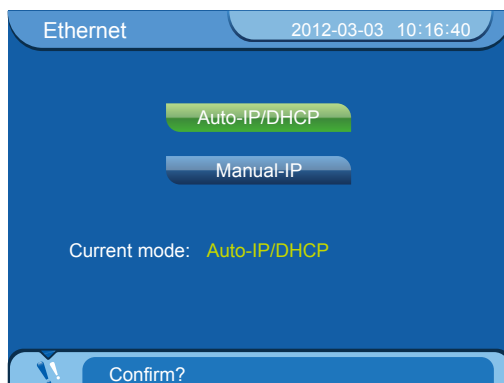 Ethernet 2012-03-03 10:16:40
Auto-IP/DHCP
Manual-IP
Current mode: Auto-IP/DHCP
Confirm?